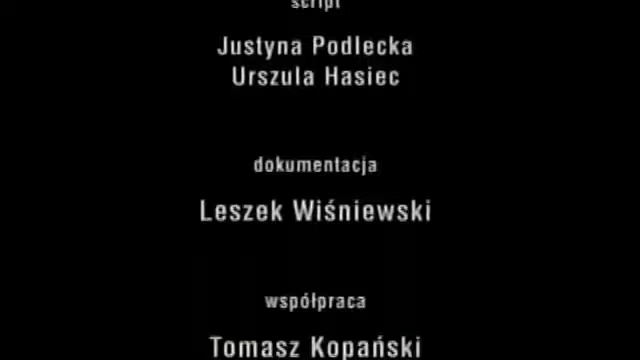 script
Justyna Podlecka
Urszula Hasiec
dokumentacja
Leszek Wiśniewski
współpraca
Tomasz Kopański